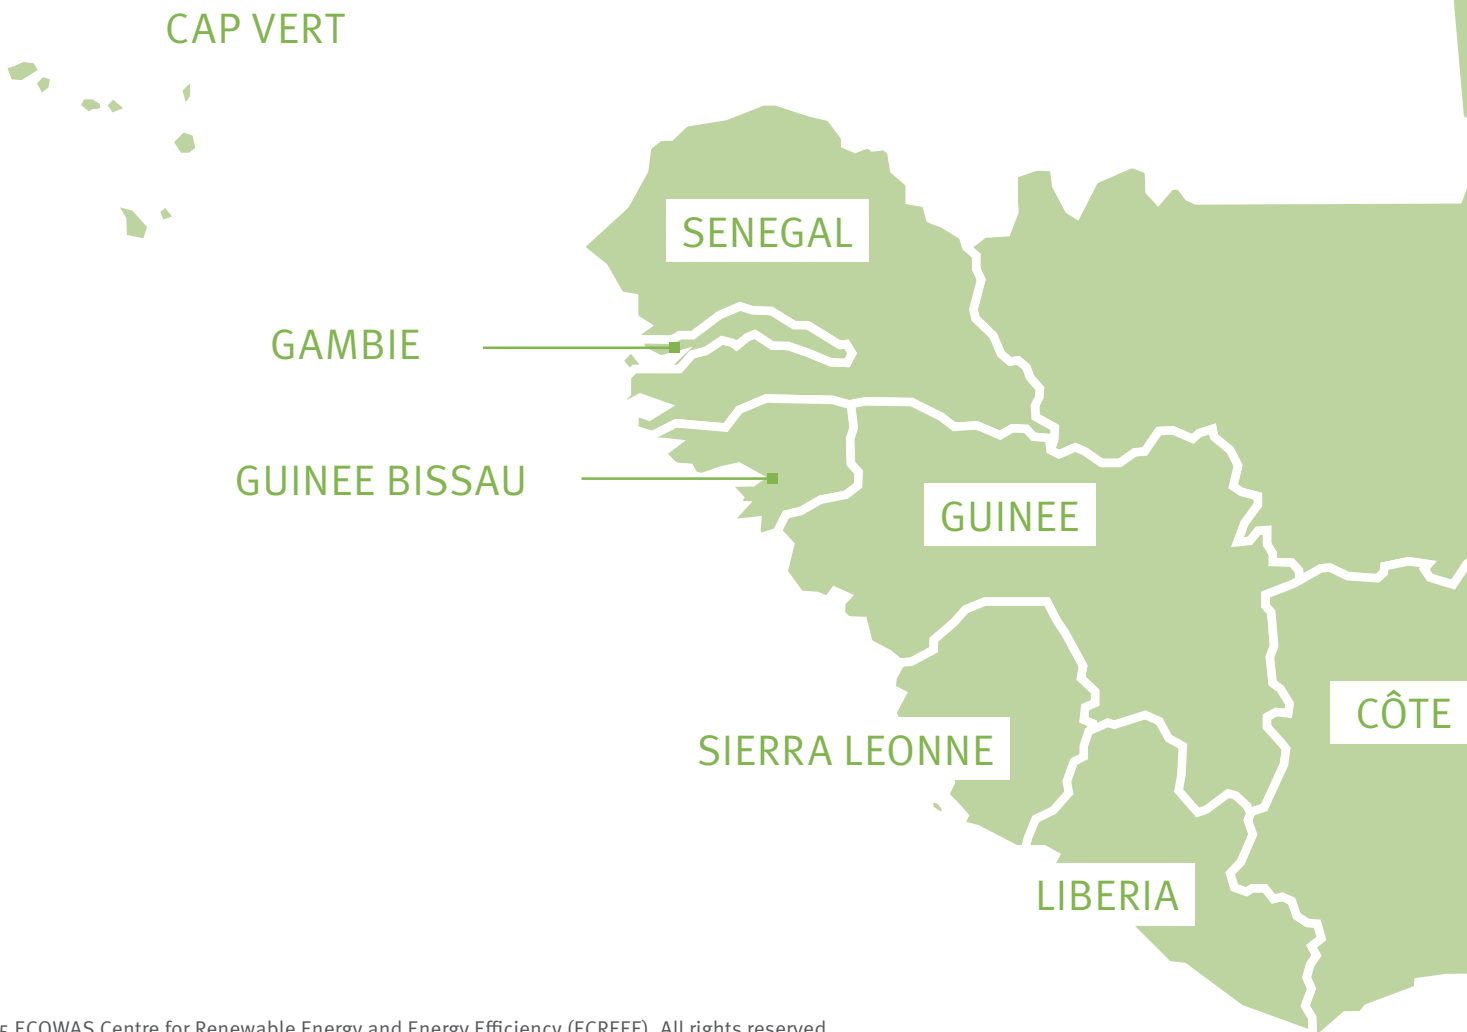 CAP VERT
SENEGAL
GAMBIE
GUINEE BISSAU
GUINEE
CÔTE
SIERRA LEONNE
LIBERIA
ECOWAS Centre for Renewable Energy and Energy Efficiency (ECREEE). All rights reserved